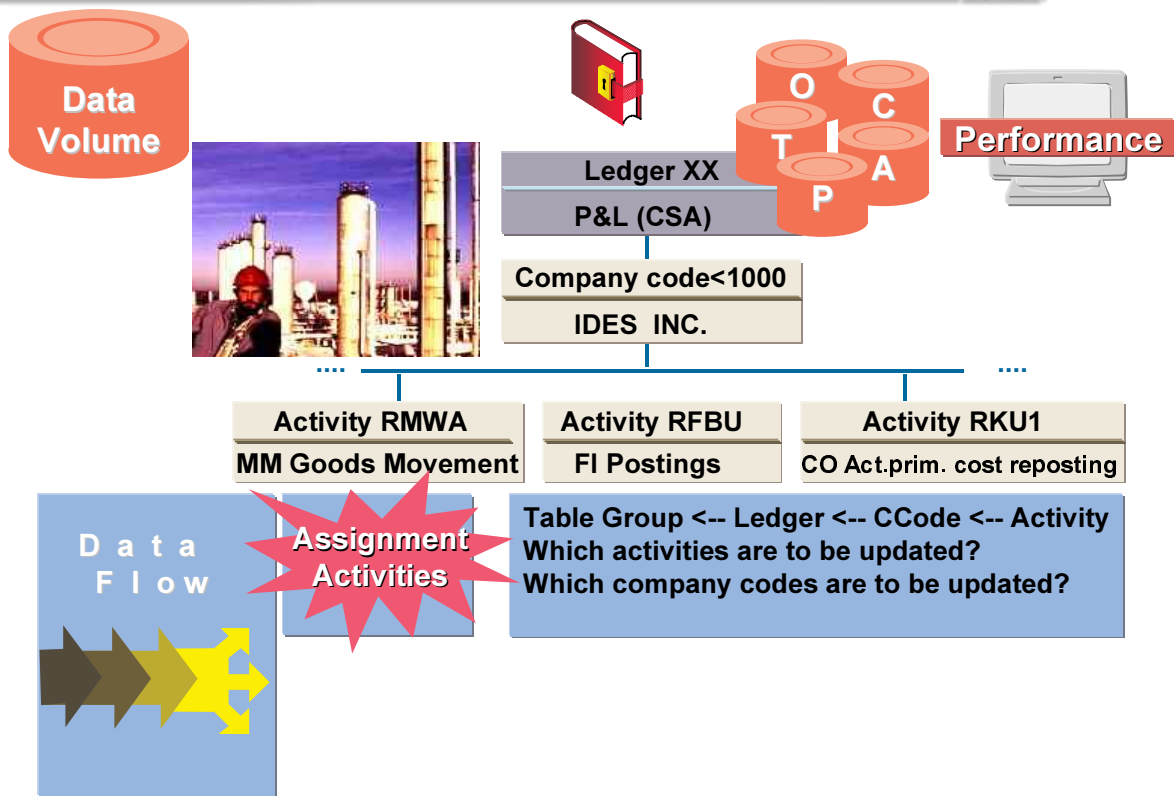 Data
Volume
O
C
T
A
P
Performance
Ledger XX
P&L (CSA)
Company code<1000
IDES INC.
....
....
Activity RMWA
MM Goods Movement
Activity RFBU
FI Postings
Activity RKU1
CO Act.prim. cost reposting
Data
Flow
Assignment
Activities
Table Group <-- Ledger <-- CCode <-- Activity
Which activities are to be updated?
Which company codes are to be updated?